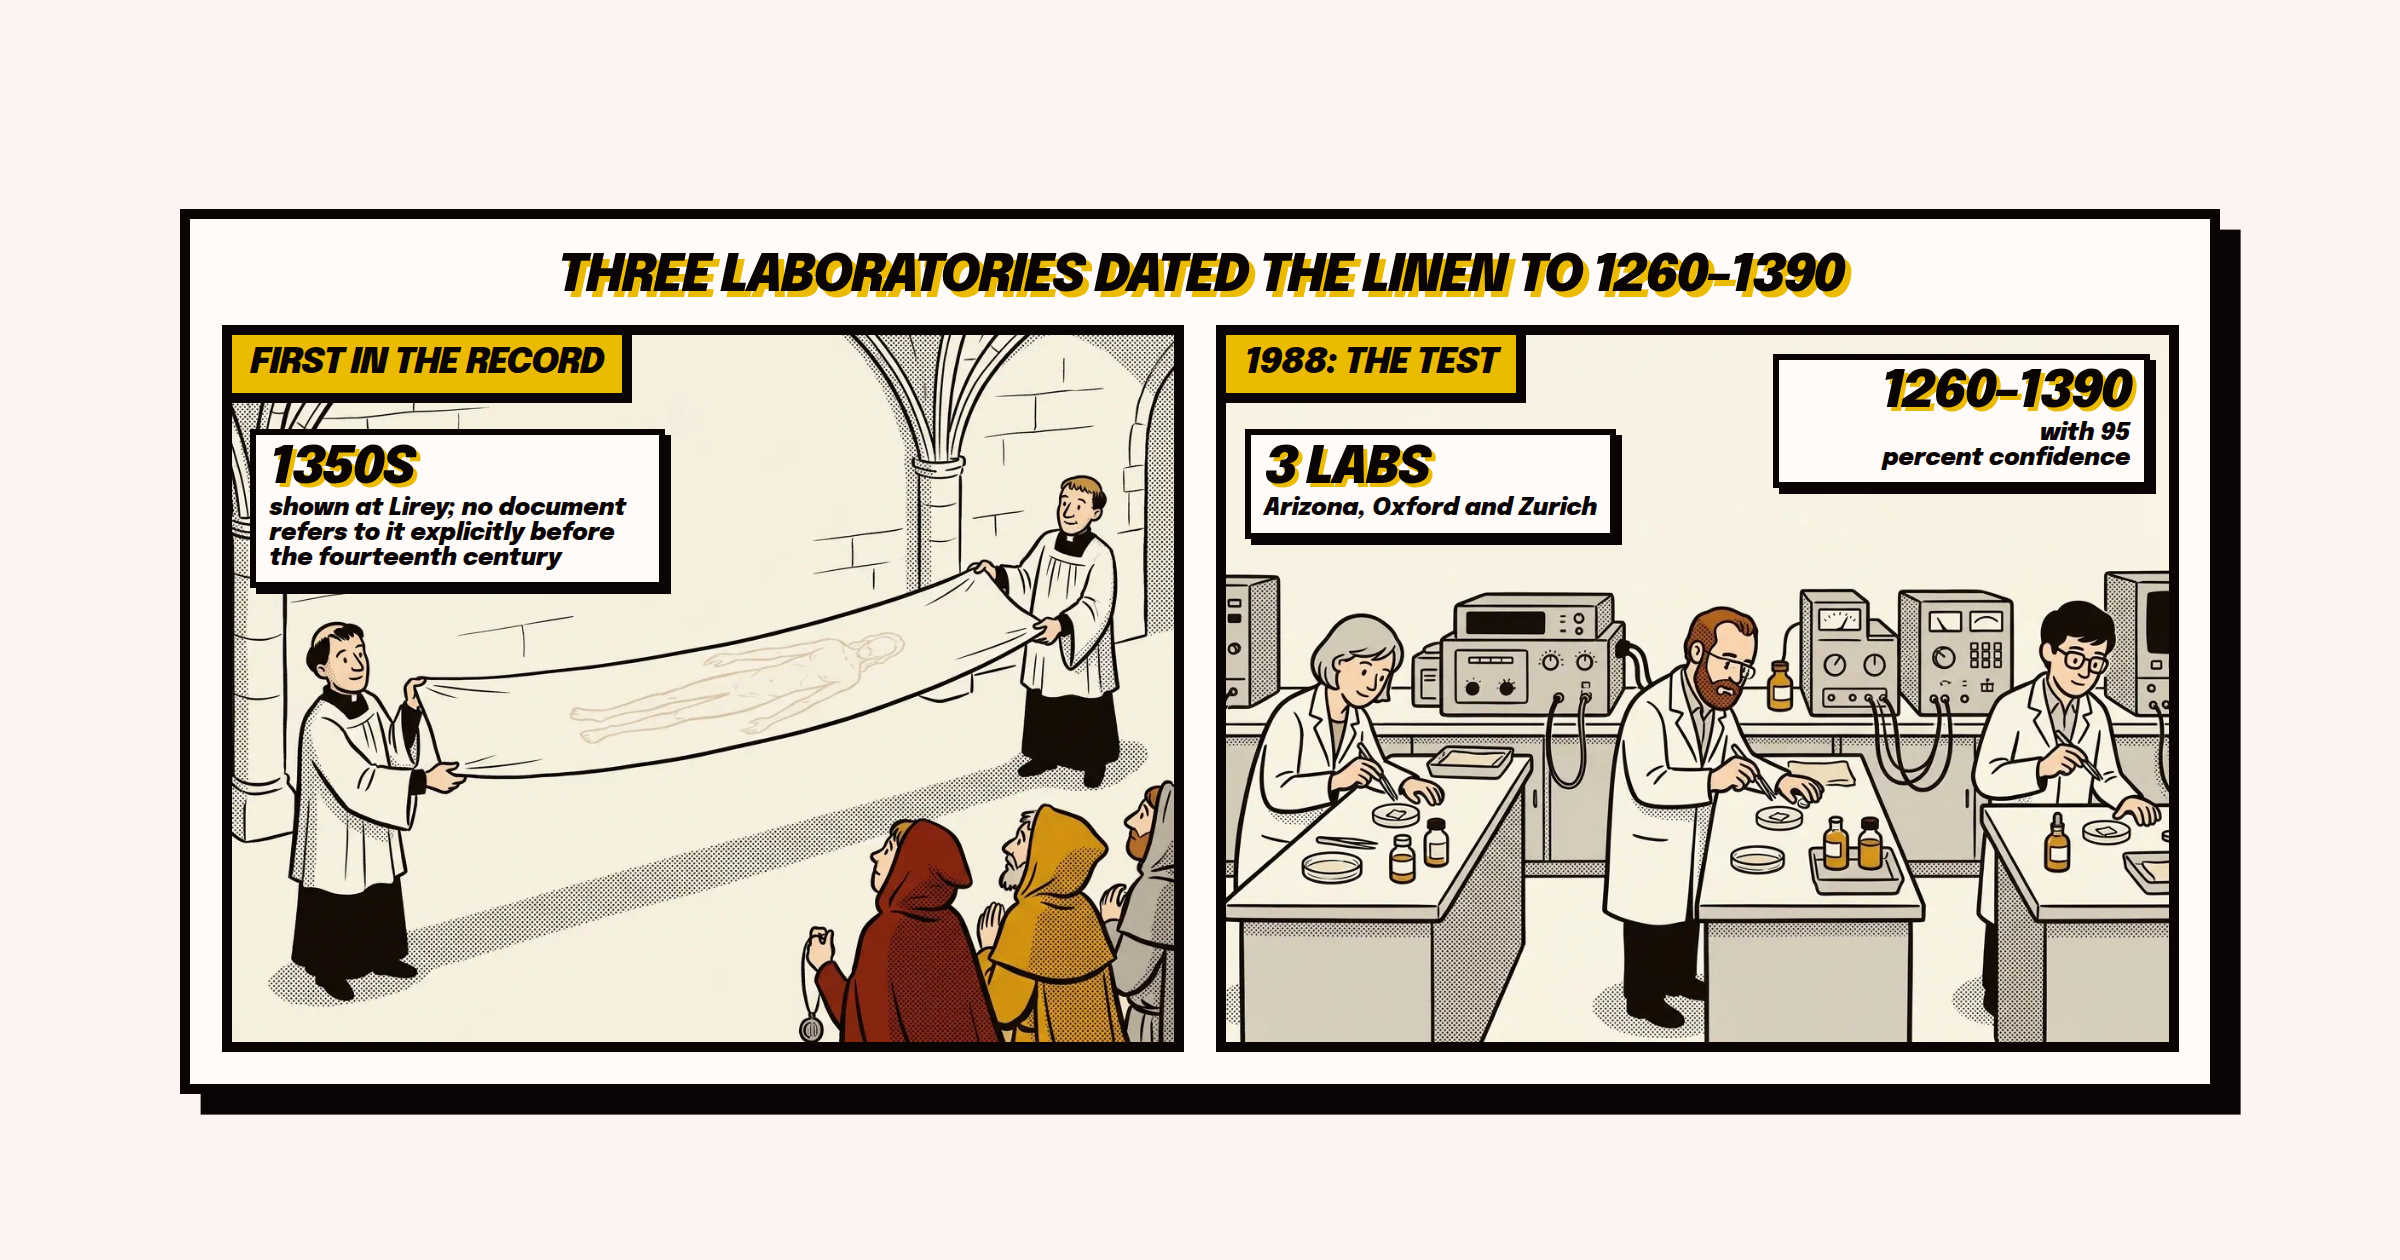 THREE LABORATORIES DATED THE LINEN TO 1260–1390
FIRST IN THE RECORD
1350S
shown at Lirey; no document
refers to it explicitly before
the fourteenth century
1988: THE TEST
3 LABS
Arizona, Oxford and Zurich
1260–1390
with 95
percent confidence